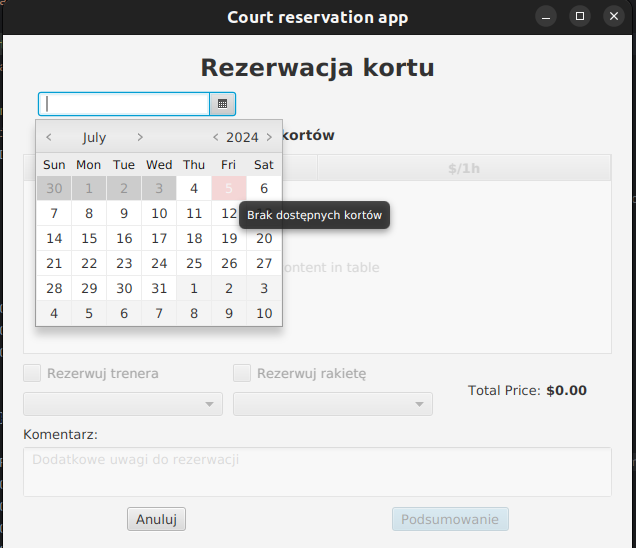 Court reservation app
Rezerwacja kortu
kortów
July 2024
Sun Mon Tue Wed Thu Fri Sat
30 1 2 3 4 5 6
7 8 9 10 11 12
Brak dostępnych kortów
14 15 16 17 18 19 20
21 22 23 24 25 26 27
28 29 30 31 1 2 3
4 5 6 7 8 9 10
$/1h
ontent in table
Rezerwuj trenera
Rezerwuj rakietę
Total Price: $0.00
Komentarz:
Dodatkowe uwagi do rezerwacji
Anuluj
Podsumowanie